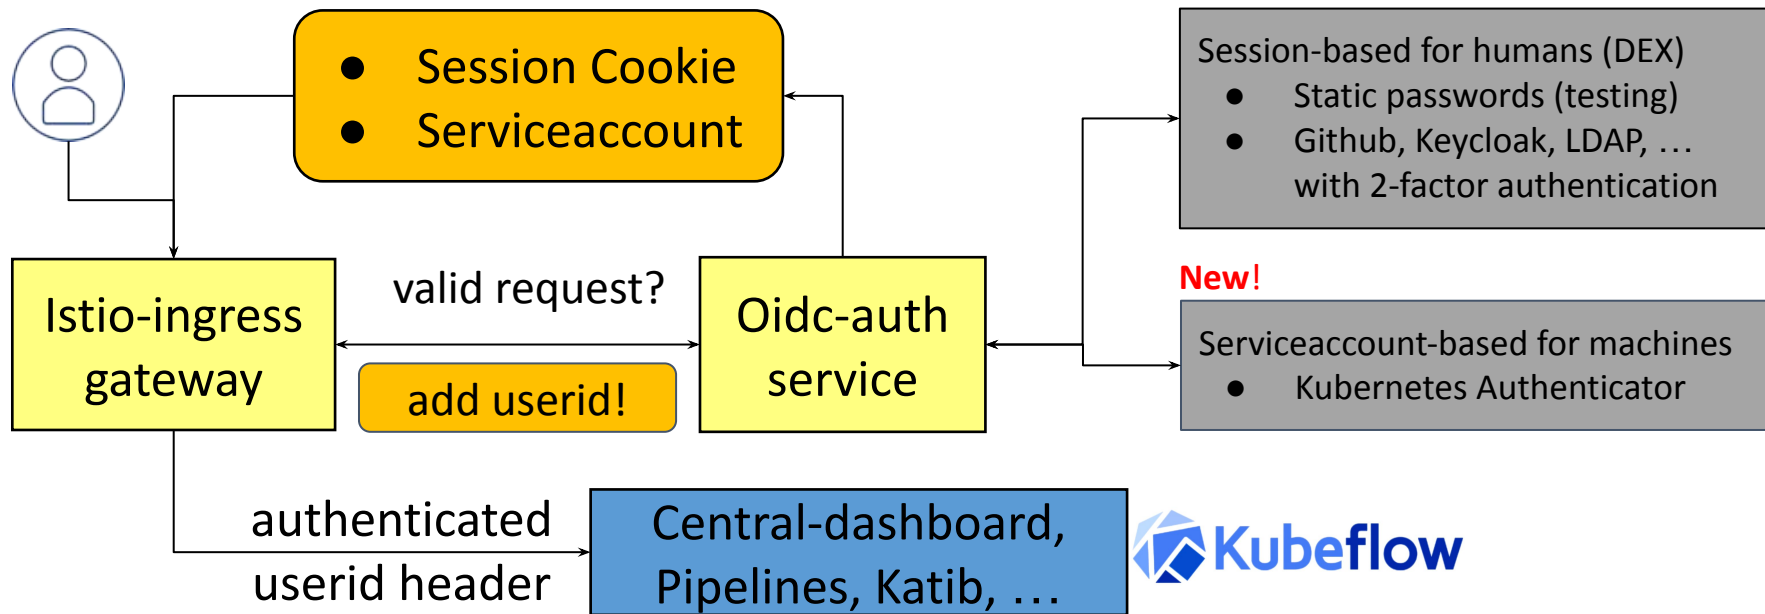 ● Session Cookie
● Serviceaccount
Session-based for humans (DEX)
● Static passwords (testing)
● Github, Keycloak, LDAP, …
with 2-factor authentication
Istio-ingress
gateway
valid request?
add userid!
Oidc-auth
service
New!
Serviceaccount-based for machines
● Kubernetes Authenticator
authenticated
userid header
Central-dashboard,
Pipelines, Katib, …
Kubeflow